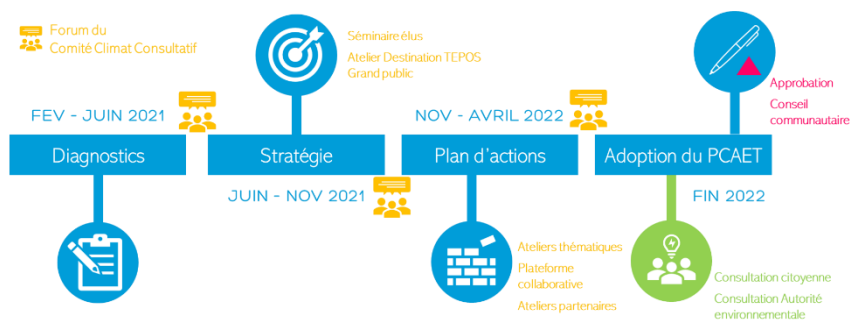 Forum du
Comité Climat Consultatif
Séminaire élus
Atelier Destination TEPOS
Grand public
Approbation
Conseil
communautaire
FEV - JUIN 2021
NOV - AVRIL 2022
Diagnostics
Stratégie
Plan d'actions
Adoption du PCAET
JUIN - NOV 2021
FIN 2022
Ateliers thématiques
Plateforme
collaborative
Ateliers partenaires
Consultation citoyenne
Consultation Autorité
environnementale